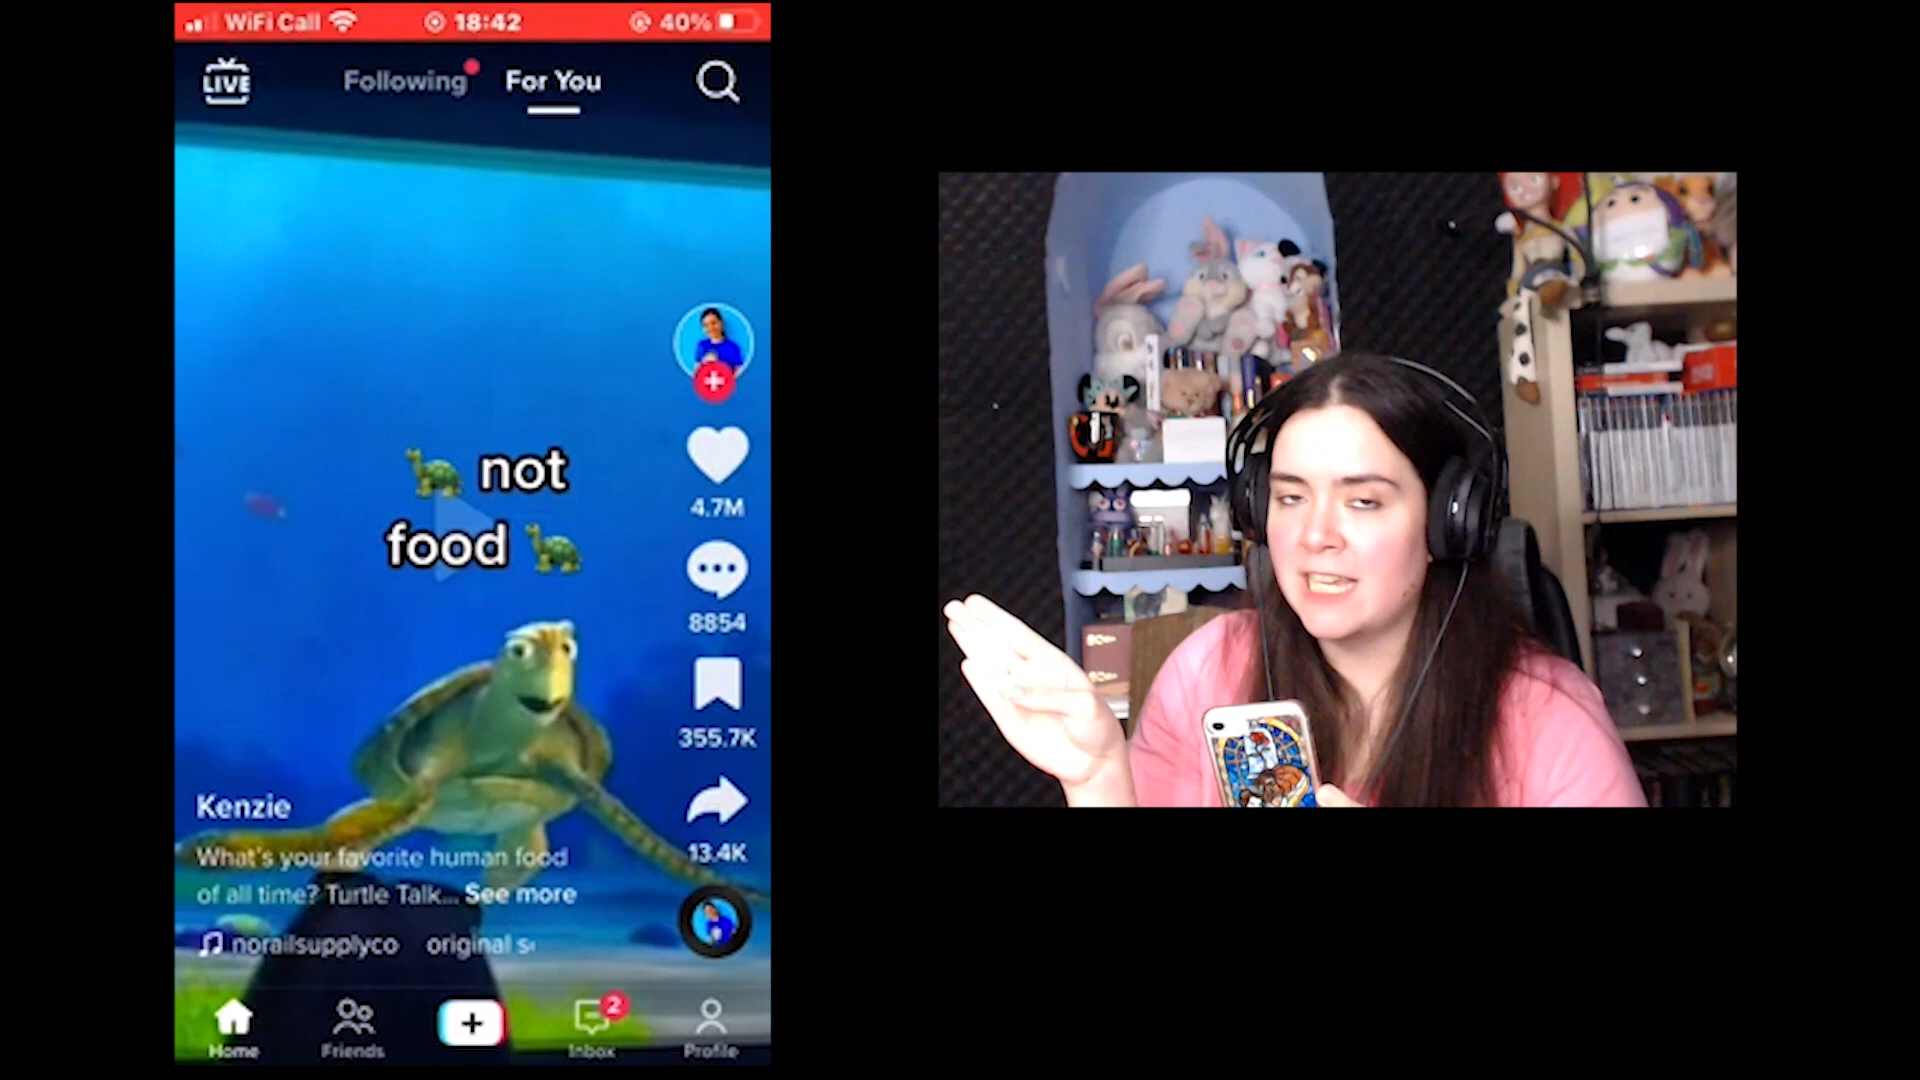 WiFi Call
18:42
40%
LIVE
Following
For You
🐢 not
food 🐢
4.7M
8854
355.7K
13.4K
Kenzie
What's your favorite human food
of all time? Turtle Talk... See more
norailsupplyco original s
Home
Friends
2
Inbox
Profile